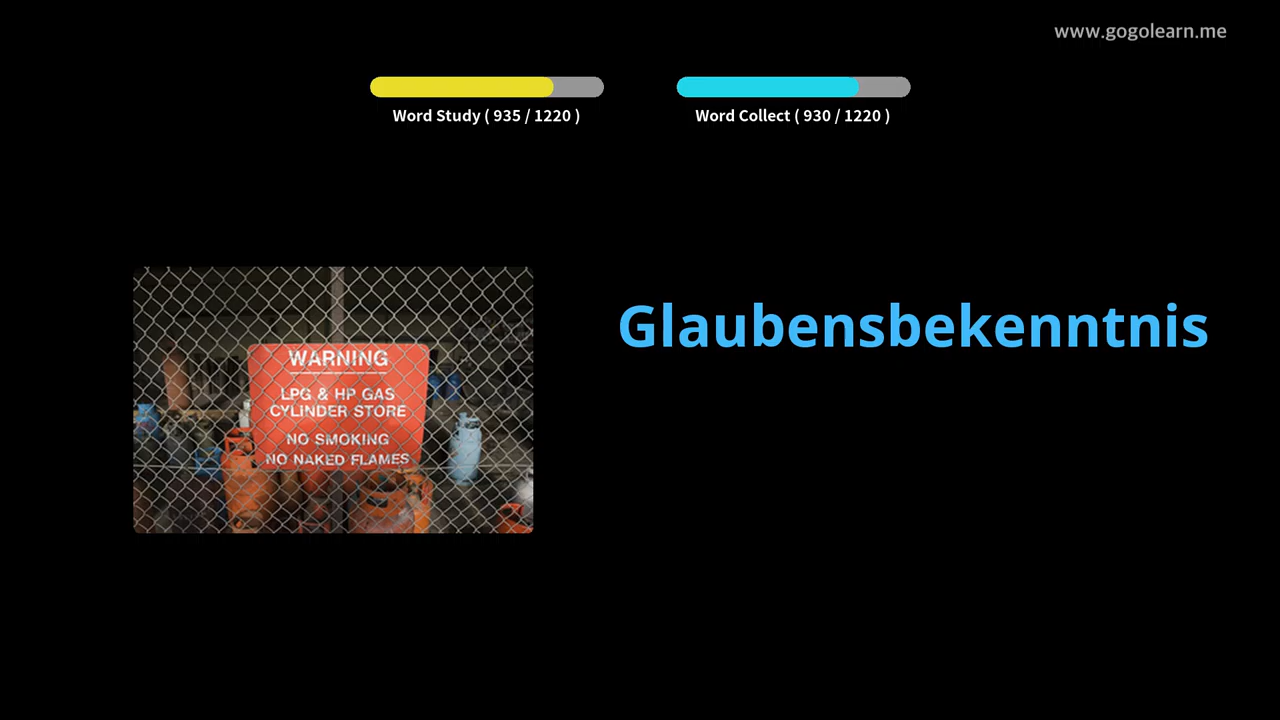 www.gogolearn.me
Word Study ( 935 / 1220 )
Word Collect ( 930 / 1220 )
Glaubensbekenntnis
WARNING
LPG & HP GAS
CYLINDER STORE
NO SMOKING
NO NAKED FLAMES